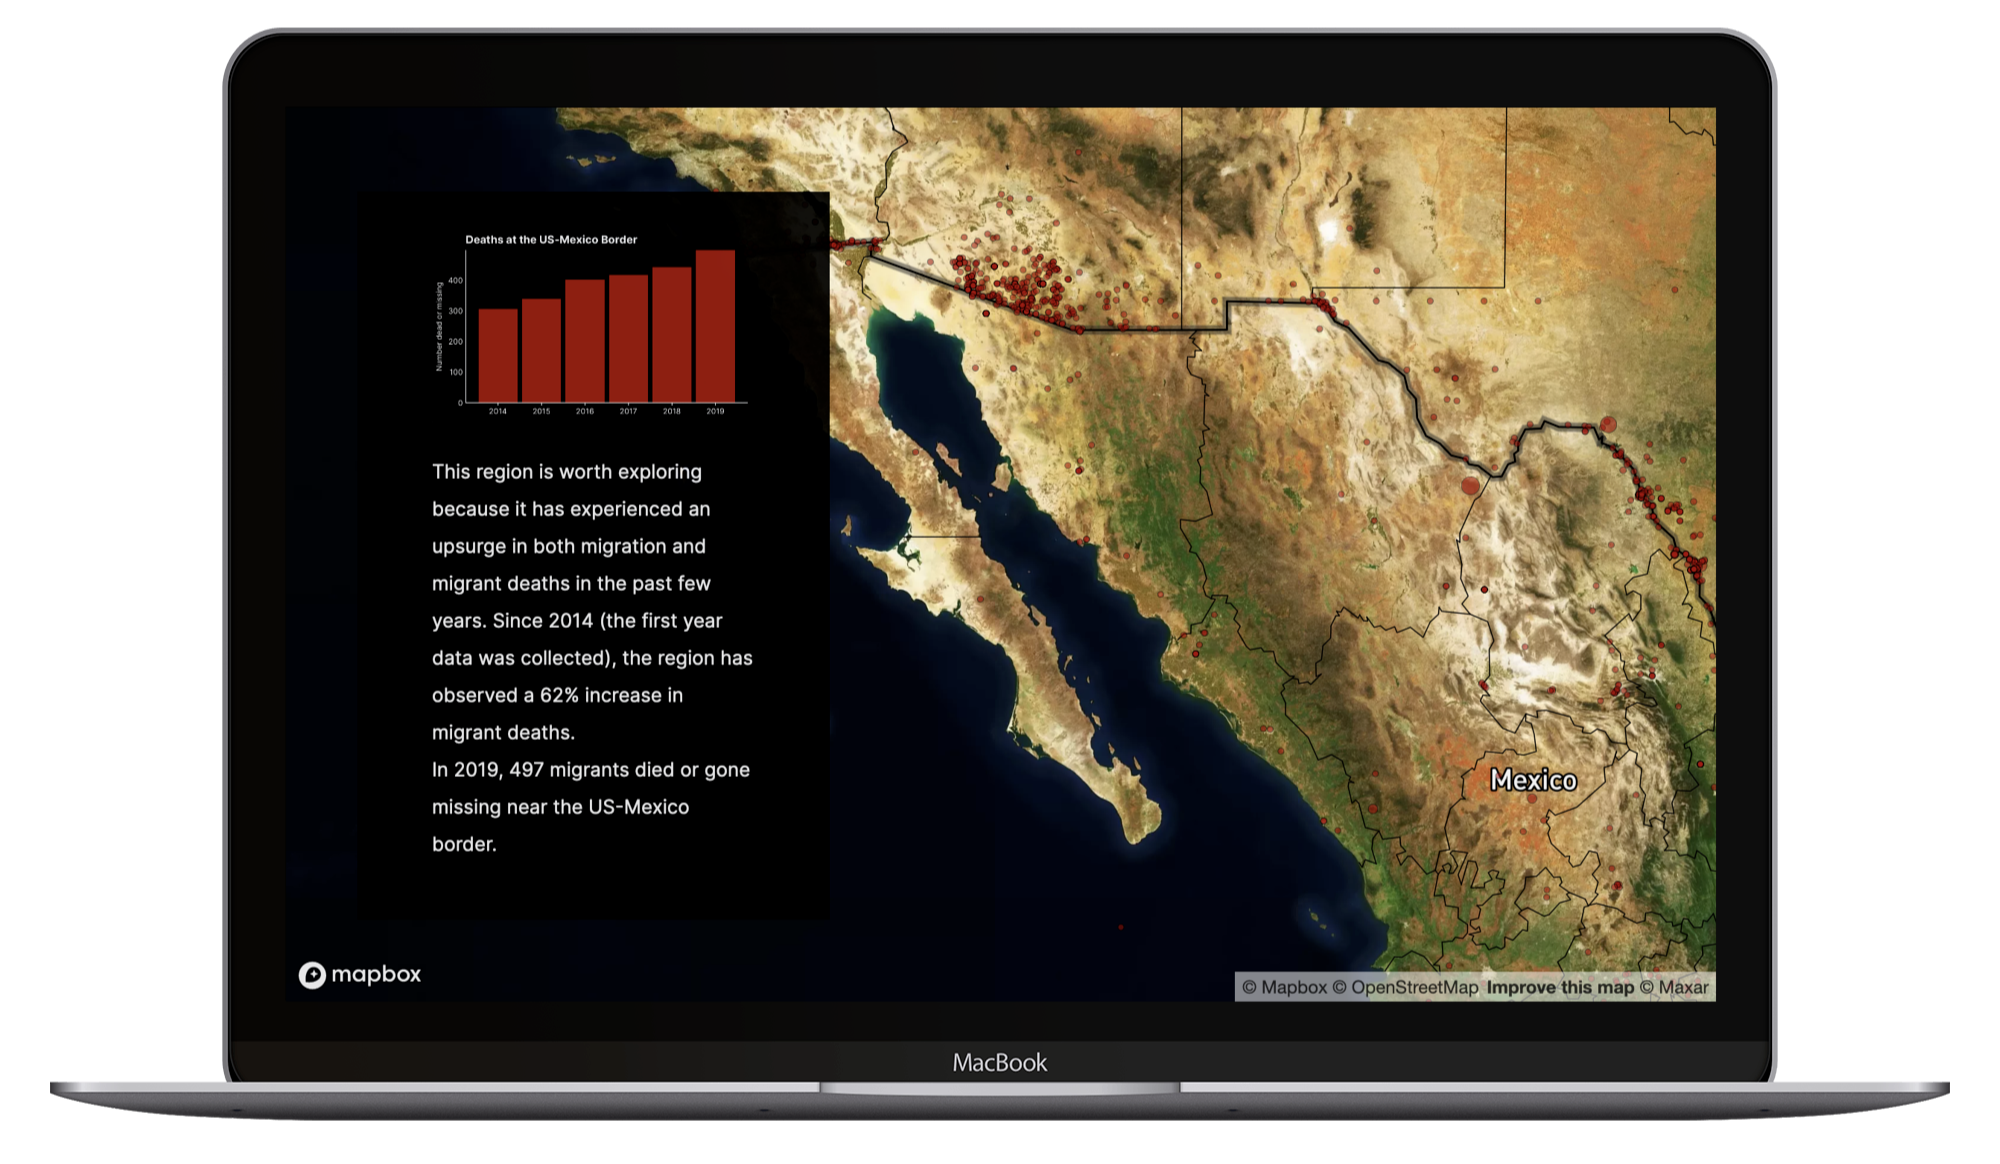 Deaths at the US-Mexico Border
Number dead or missing
400
300
200
100
0
2014 2015 2016 2017 2018 2019
This region is worth exploring
because it has experienced an
upsurge in both migration and
migrant deaths in the past few
years. Since 2014 (the first year
data was collected), the region has
observed a 62% increase in
migrant deaths.
In 2019, 497 migrants died or gone
missing near the US-Mexico
border.
Mexico
mapbox
© Mapbox © OpenStreetMap Improve this map © Maxar
MacBook